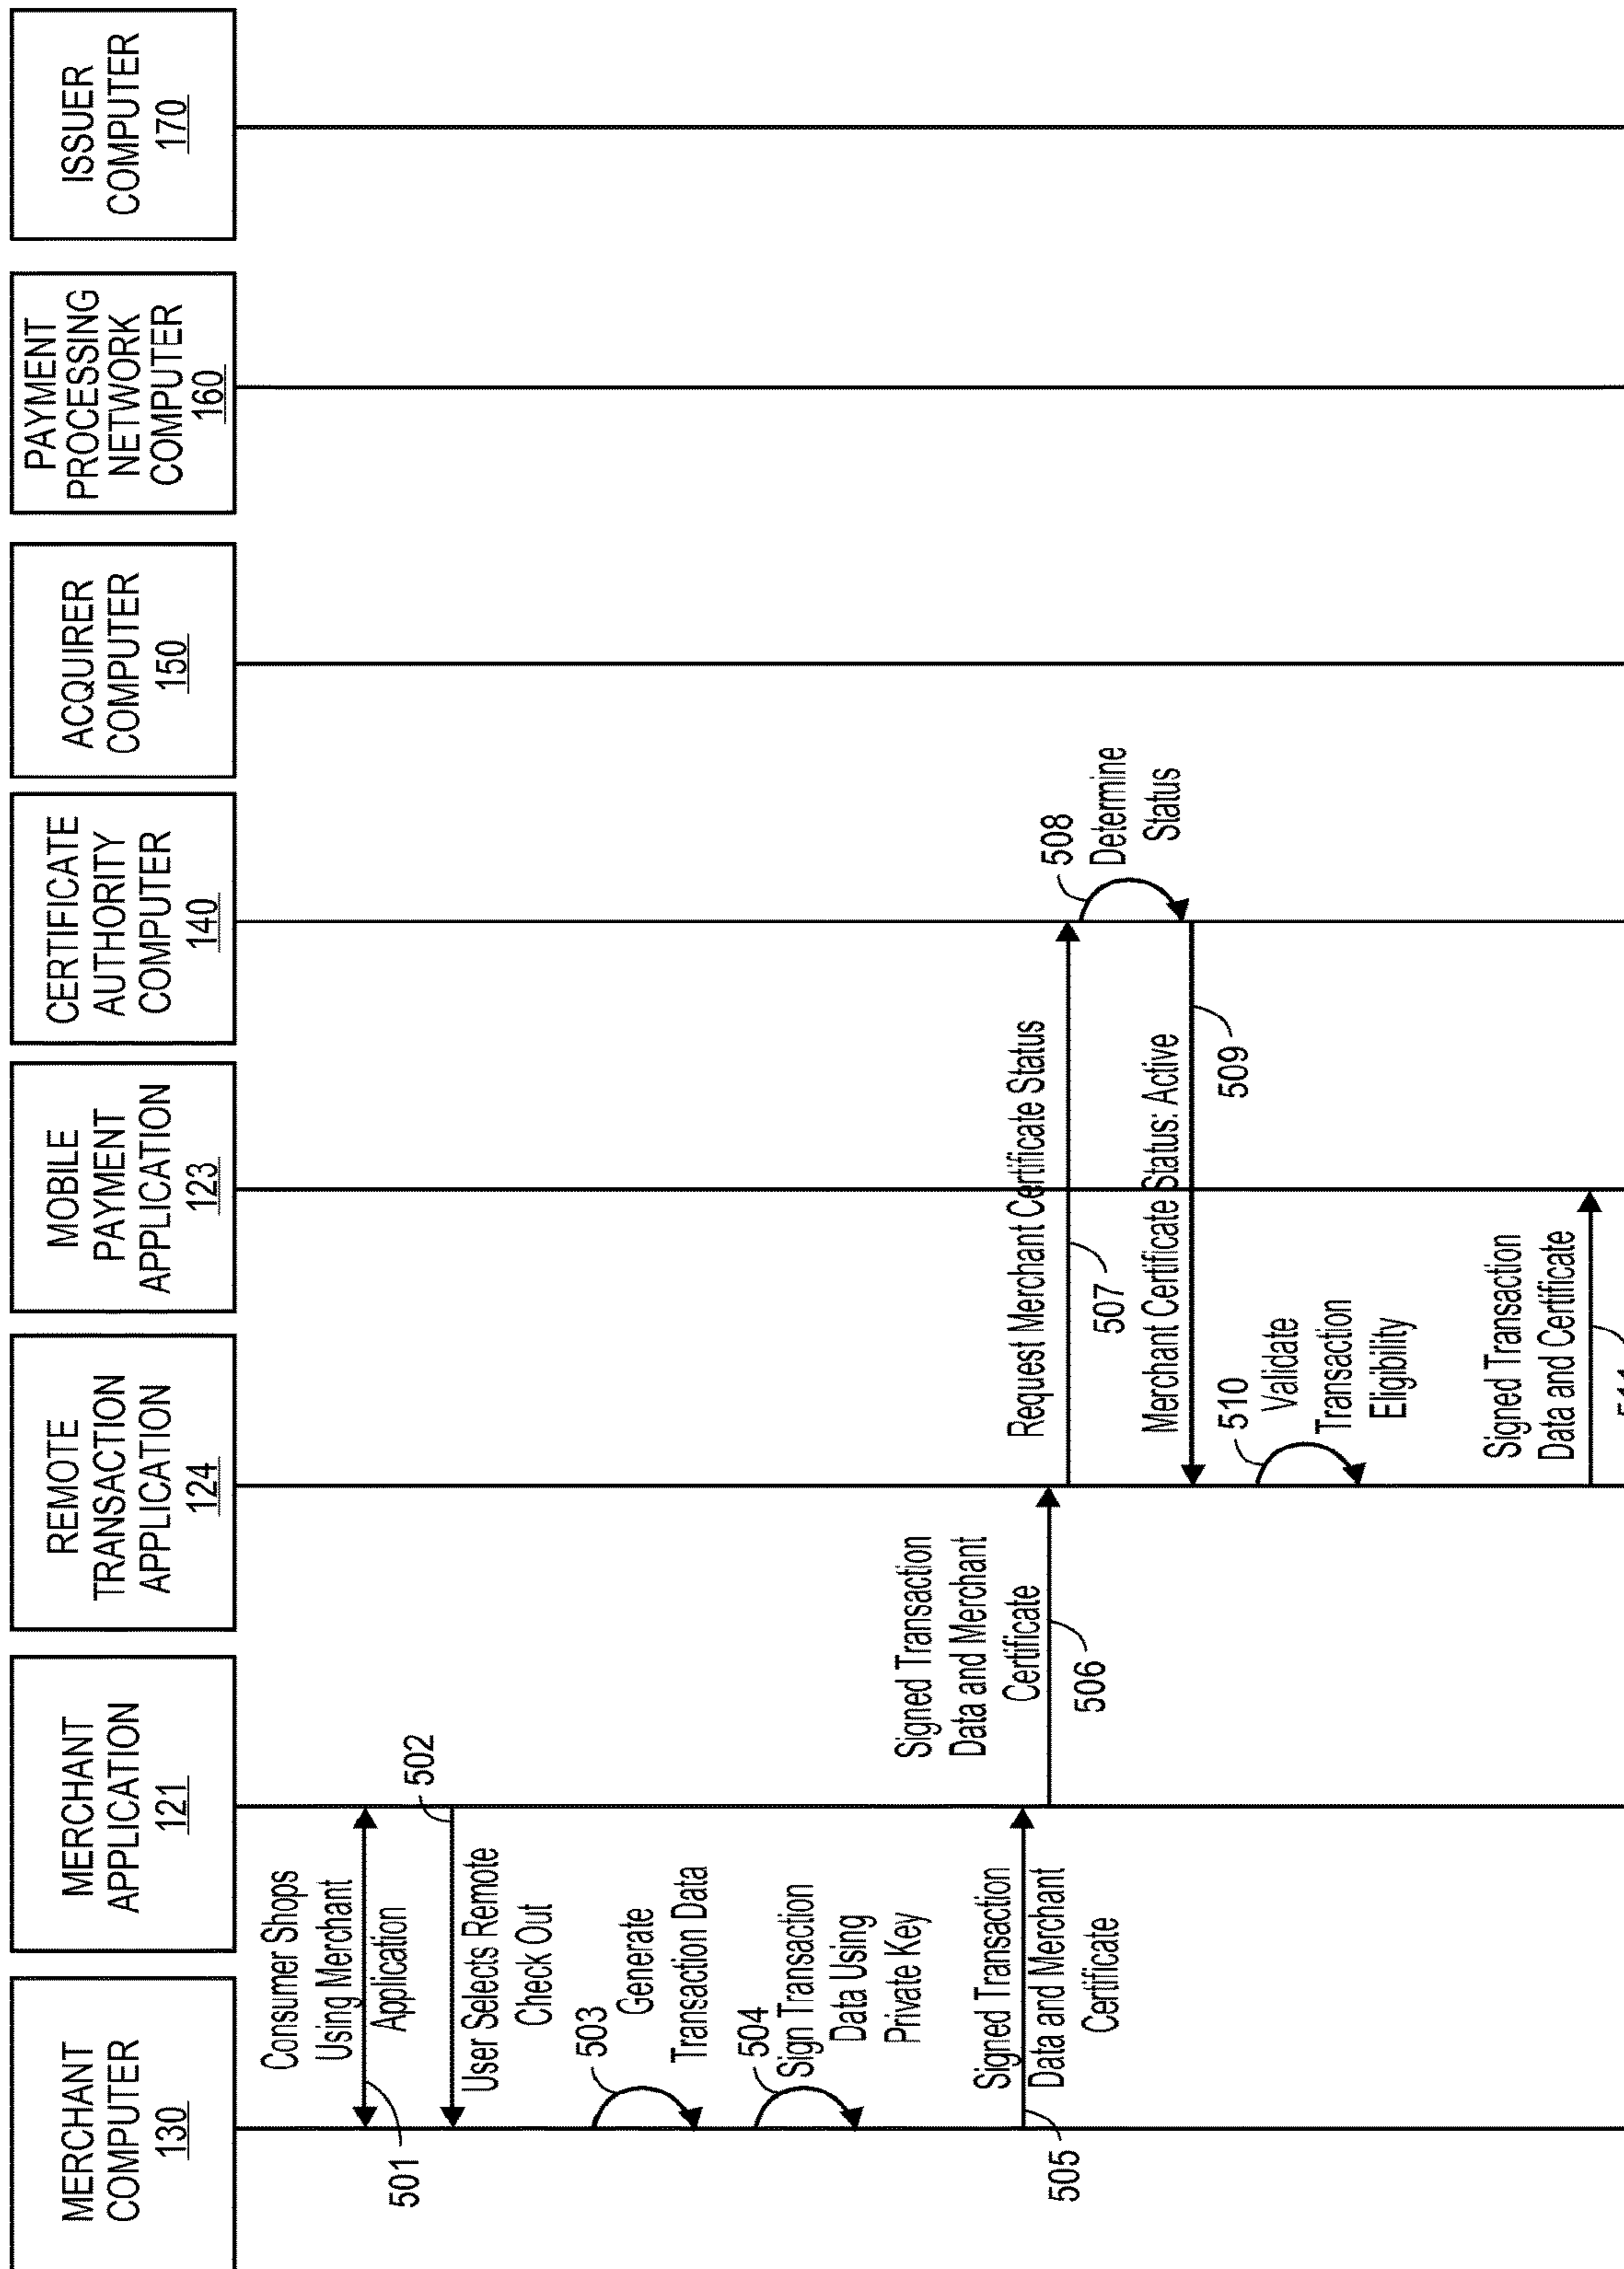 MERCHANT
COMPUTER
130
MERCHANT
APPLICATION
121
REMOTE
TRANSACTION
APPLICATION
124
MOBILE
PAYMENT
APPLICATION
123
CERTIFICATE
AUTHORITY
COMPUTER
140
ACQUIRER
COMPUTER
150
PAYMENT
PROCESSING
NETWORK
COMPUTER
160
ISSUER
COMPUTER
170
Consumer Shops
Using Merchant
Application
501
502
User Selects Remote
Check Out
503
Generate
Transaction Data
504
Sign Transaction
Data Using
Private Key
Signed Transaction
Data and Merchant
Certificate
505
Signed Transaction
Data and Merchant
Certificate
506
Request Merchant Certificate Status
507
508
Determine
Status
Merchant Certificate Status: Active
509
510
Validate
Transaction
Eligibility
Signed Transaction
Data and Certificate